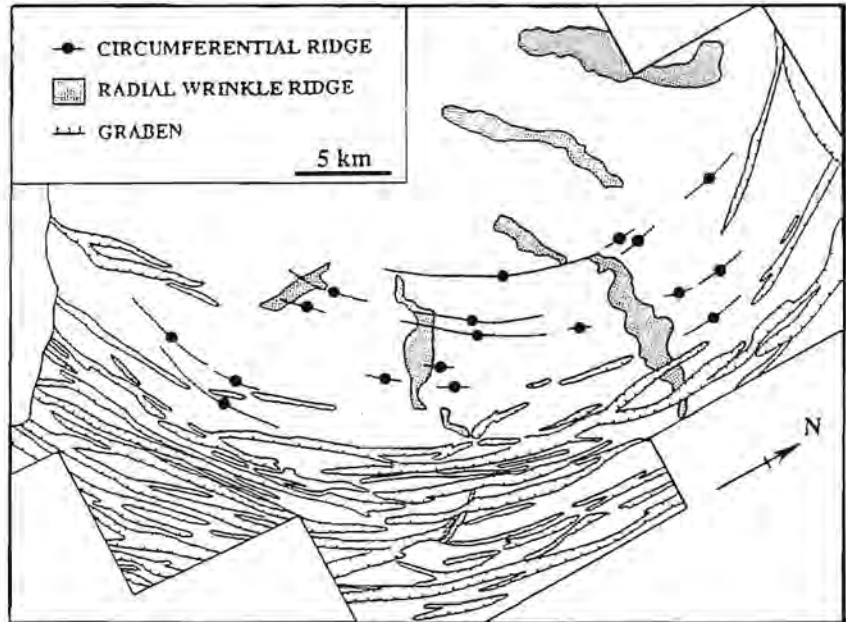 CIRCUMFERENTIAL RIDGE
RADIAL WRINKLE RIDGE
GRABEN
5 km
N